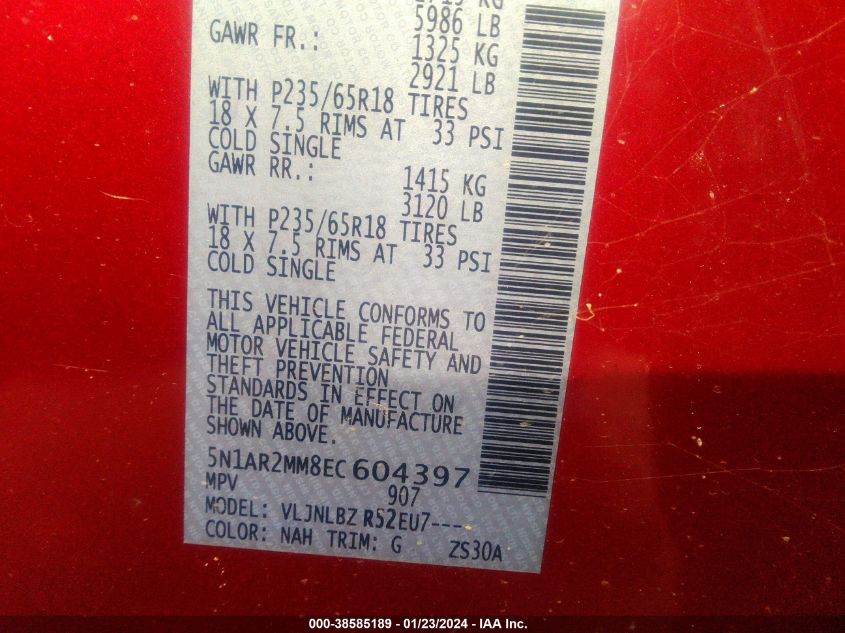 5986 LB
GAWR FR.:
1325 KG
2921 LB
WITH P235/65R18 TIRES
18 X 7.5 RIMS AT 33 PSI
COLD SINGLE
GAWR RR.:
1415 KG
3120 LB
WITH P235/65R18 TIRES
18 X 7.5 RIMS AT 33 PSI
COLD SINGLE
THIS VEHICLE CONFORMS TO
ALL APPLICABLE FEDERAL
MOTOR VEHICLE SAFETY AND
THEFT PREVENTION
STANDARDS IN EFFECT ON
THE DATE OF MANUFACTURE
SHOWN ABOVE.
5N1AR2MM8EC604397
MPV 907
MODEL: VLJNLBZ R52EU7---
COLOR: NAH TRIM: G ZS30A
000-38585189 - 01/23/2024 - IAA Inc.